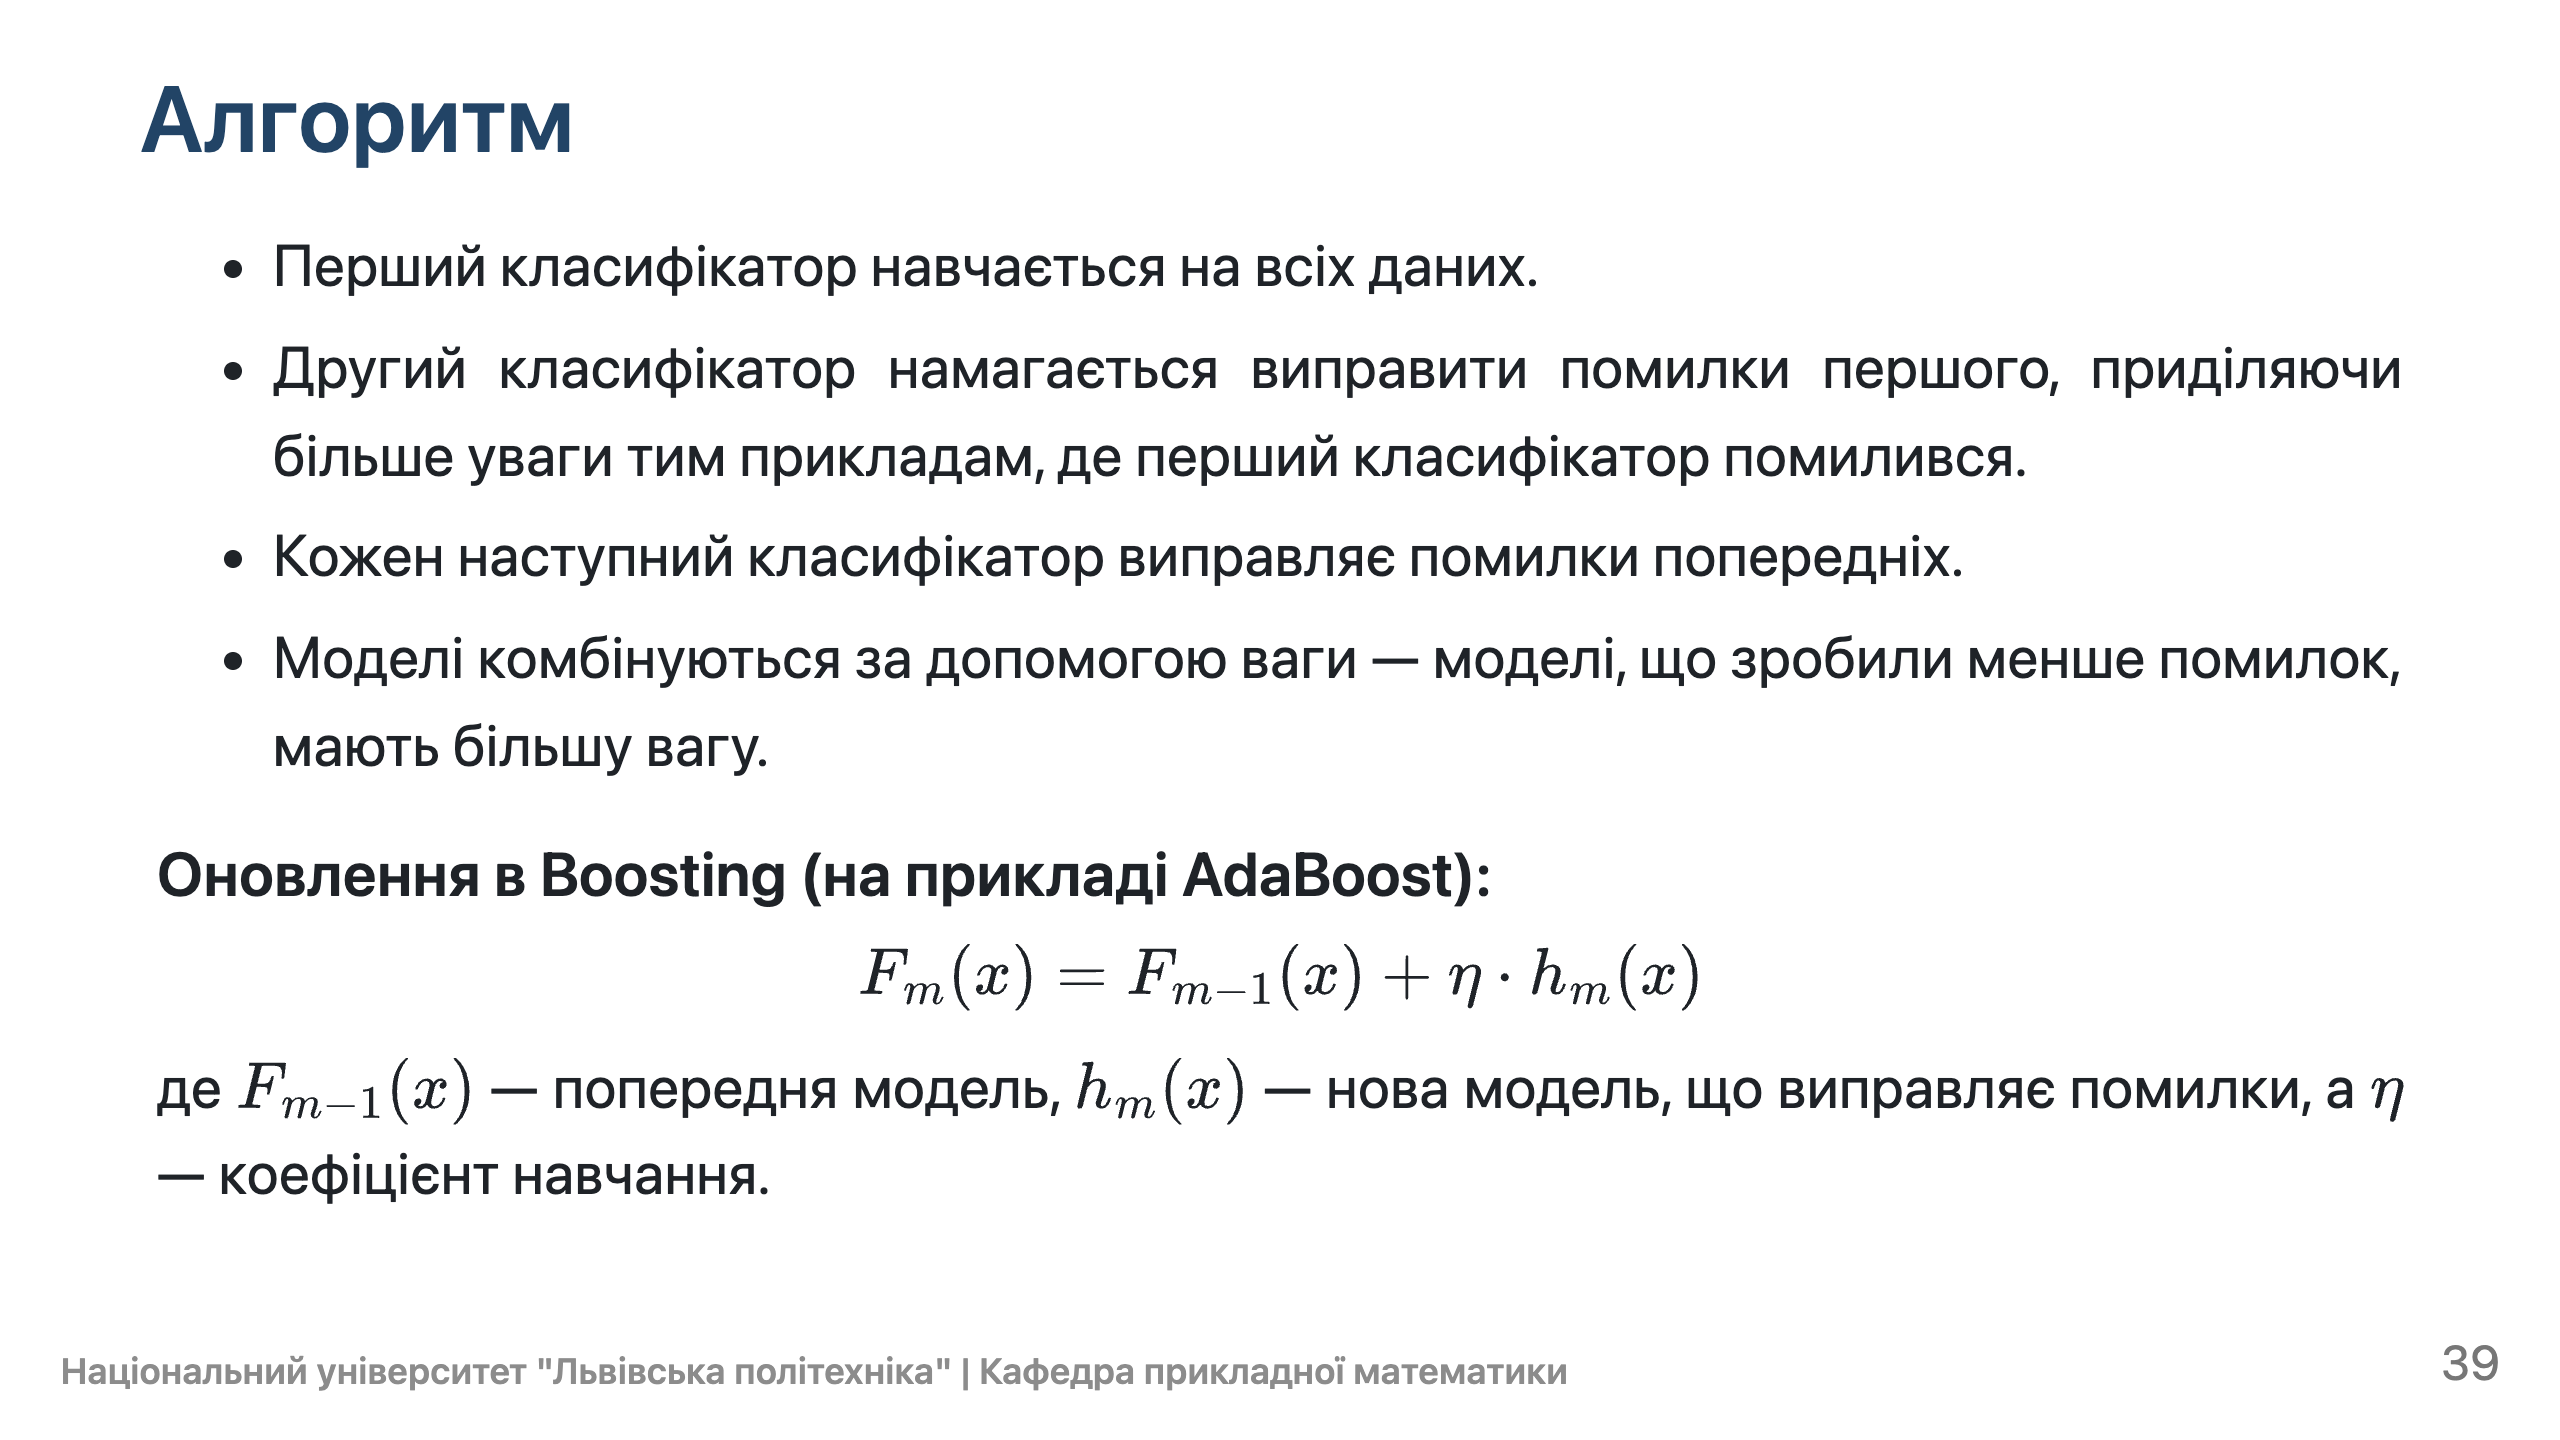 Алгоритм
• Перший класифікатор навчається на всіх даних.
• Другий класифікатор намагається виправити помилки першого, приділяючи
більше уваги тим прикладам, де перший класифікатор помилився.
• Кожен наступний класифікатор виправляє помилки попередніх.
• Моделі комбінуються за допомогою ваги — моделі, що зробили менше помилок,
мають більшу вагу.
Оновлення в Boosting (на прикладі AdaBoost):
$F_m(x) = F_{m-1}(x) + \eta \cdot h_m(x)$
де $F_{m-1}(x)$ — попередня модель, $h_m(x)$ — нова модель, що виправляє помилки, а $\eta$
— коефіцієнт навчання.
Національний університет "Львівська політехніка" | Кафедра прикладної математики
39